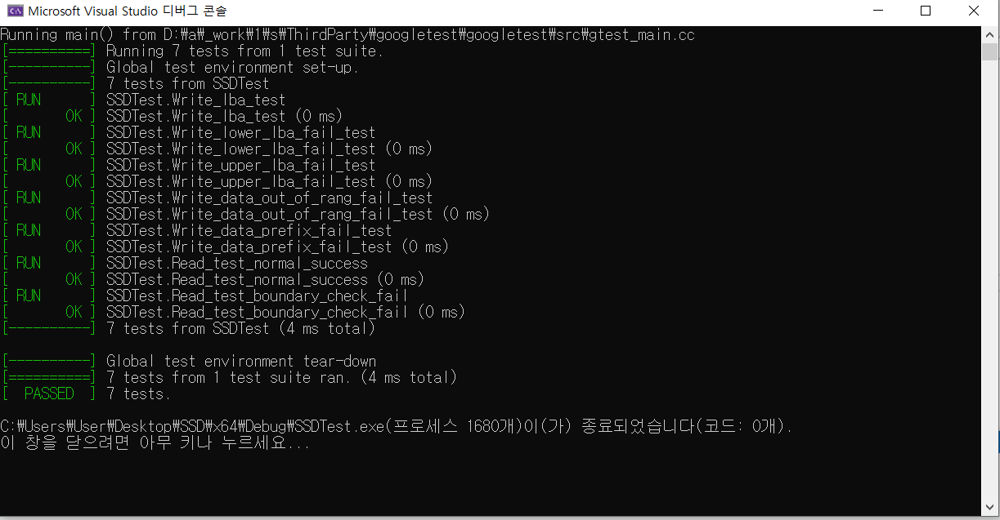 Microsoft Visual Studio 디버그 콘솔
Running main() from D:₩a₩_work₩1₩s₩ThirdParty₩googletest₩googletest₩src₩gtest_main.cc
[==========] Running 7 tests from 1 test suite.
[----------] Global test environment set-up.
[----------] 7 tests from SSDTest
[ RUN      ] SSDTest.Write_lba_test
[       OK ] SSDTest.Write_lba_test (0 ms)
[ RUN      ] SSDTest.Write_lower_lba_fail_test
[       OK ] SSDTest.Write_lower_lba_fail_test (0 ms)
[ RUN      ] SSDTest.Write_upper_lba_fail_test
[       OK ] SSDTest.Write_upper_lba_fail_test (0 ms)
[ RUN      ] SSDTest.Write_data_out_of_rang_fail_test
[       OK ] SSDTest.Write_data_out_of_rang_fail_test (0 ms)
[ RUN      ] SSDTest.Write_data_prefix_fail_test
[       OK ] SSDTest.Write_data_prefix_fail_test (0 ms)
[ RUN      ] SSDTest.Read_test_normal_success
[       OK ] SSDTest.Read_test_normal_success (0 ms)
[ RUN      ] SSDTest.Read_test_boundary_check_fail
[       OK ] SSDTest.Read_test_boundary_check_fail (0 ms)
[----------] 7 tests from SSDTest (4 ms total)
[----------] Global test environment tear-down
[==========] 7 tests from 1 test suite ran. (4 ms total)
[  PASSED  ] 7 tests.
C:₩Users₩User₩Desktop₩SSD₩x64₩Debug₩SSDTest.exe(프로세스 1680개)이(가) 종료되었습니다(코드: 0개).
이 창을 닫으려면 아무 키나 누르세요...